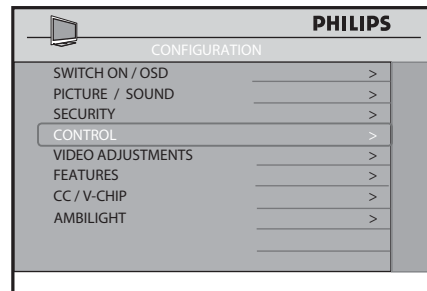 PHILIPS
CONFIGURATION
SWITCH ON / OSD >
PICTURE / SOUND >
SECURITY >
CONTROL >
VIDEO ADJUSTMENTS >
FEATURES >
CC / V-CHIP >
AMBILIGHT >